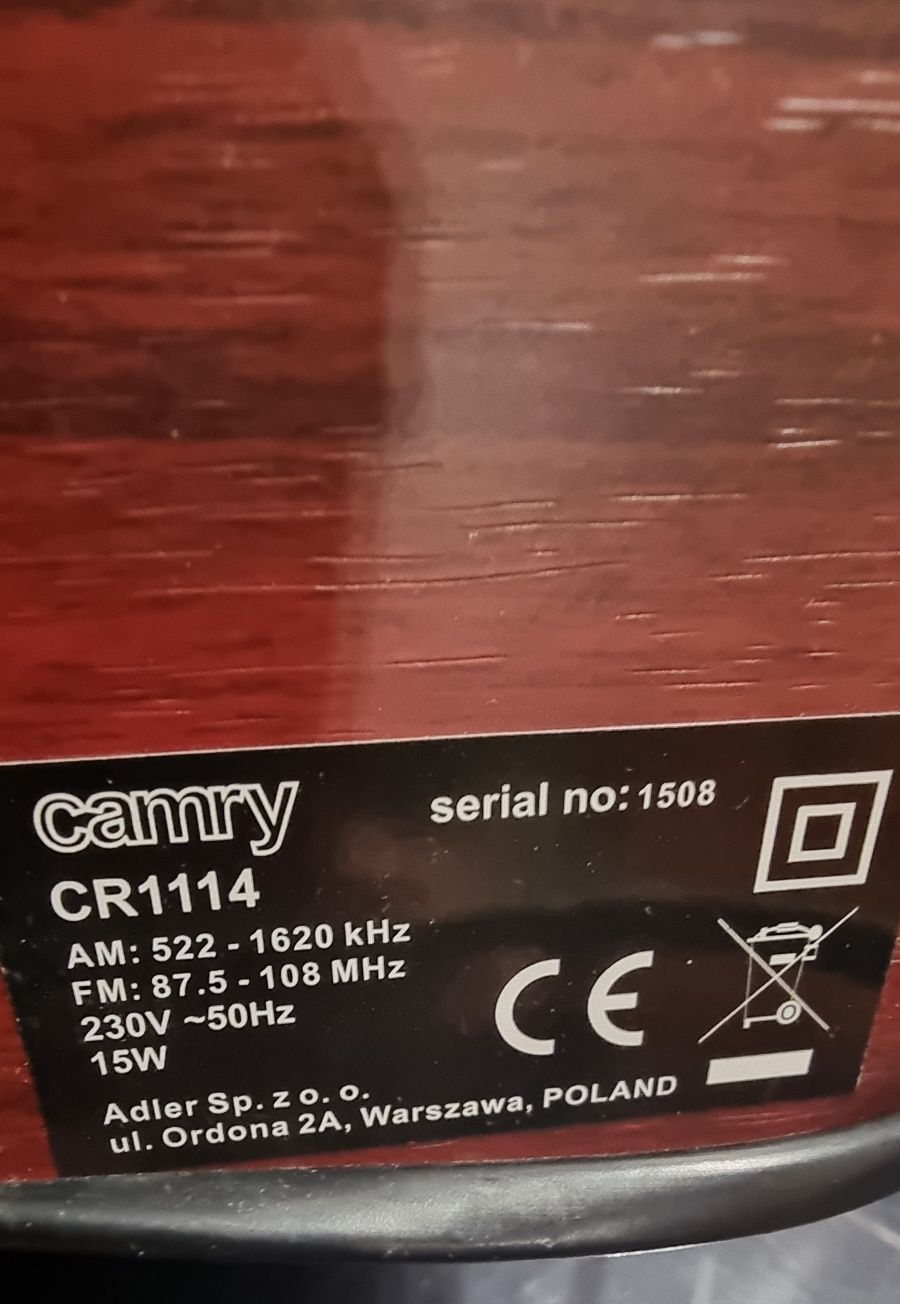 camry
serial no: 1508
CR1114
AM: 522 - 1620 kHz
FM: 87.5 - 108 MHz
230V ~50Hz
15W
CE
Adler Sp. z o. o.
ul. Ordona 2A, Warszawa, POLAND